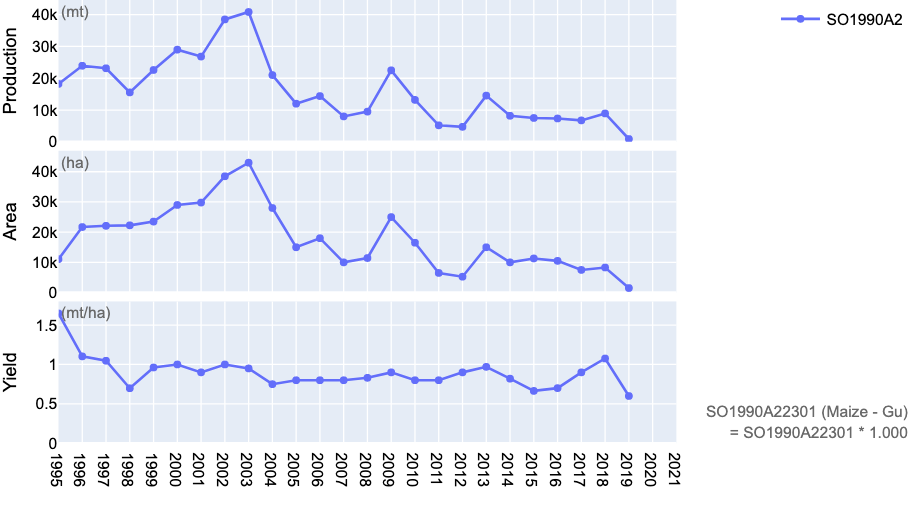 (mt)
SO1990A2
40k
30k
20k
10k
0
Production
(ha)
40k
30k
20k
10k
0
Area
(mt/ha)
1.5
1
0.5
0
Yield
SO1990A22301 (Maize - Gu)
= SO1990A22301 * 1.000
1995
1996
1997
1998
1999
2000
2001
2002
2003
2004
2005
2006
2007
2008
2009
2010
2011
2012
2013
2014
2015
2016
2017
2018
2019
2020
2021